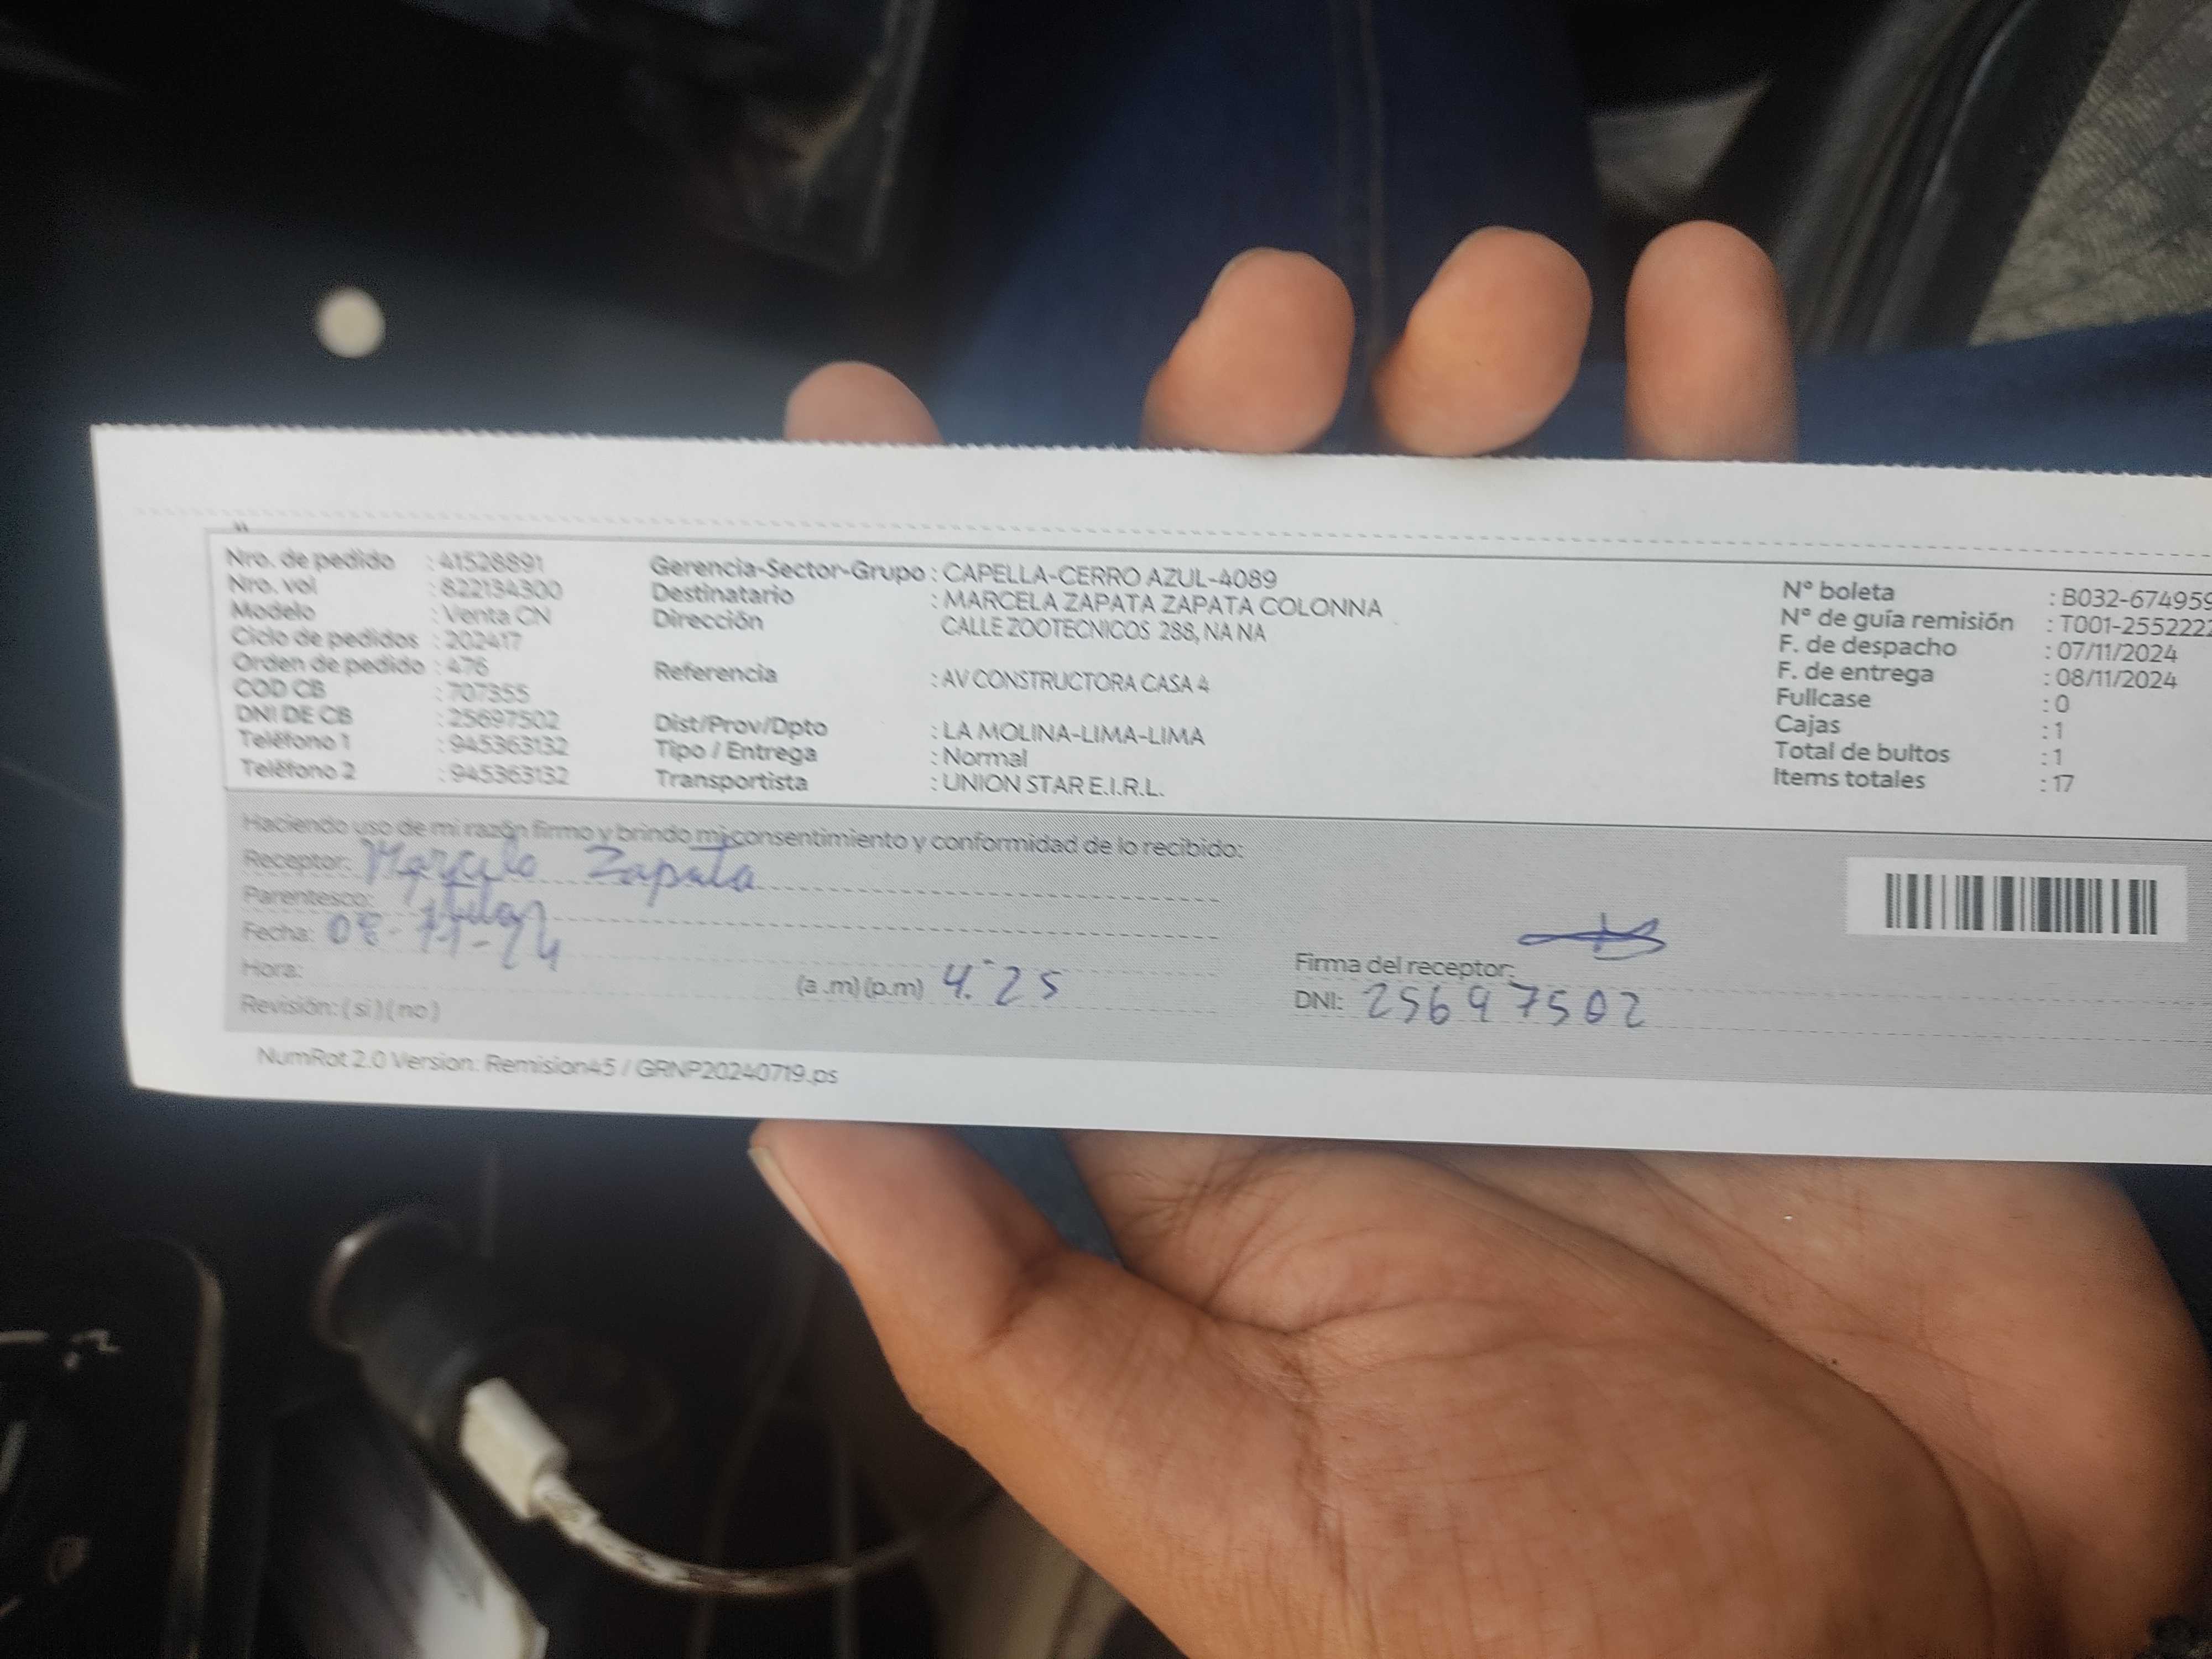 Nro. de pedido : 41528891
Nro. vol : 822134300
Modelo : Venta CN
Ciclo de pedidos : 202417
Orden de pedido : 476
COD CB : 707355
DNI DE CB : 25697502
Teléfono 1 : 945363132
Teléfono 2 : 945363132
Gerencia-Sector-Grupo : CAPELLA-CERRO AZUL-4089
Destinatario : MARCELA ZAPATA ZAPATA COLONNA
Dirección CALLE ZOOTECNICOS 288, NA NA
Referencia : AV CONSTRUCTORA CASA 4
Dist/Prov/Dpto : LA MOLINA-LIMA-LIMA
Tipo / Entrega : Normal
Transportista : UNION STAR E.I.R.L.
Nº boleta : B032-674959
Nº de guía remisión : T001-2552222
F. de despacho : 07/11/2024
F. de entrega : 08/11/2024
Fullcase : 0
Cajas : 1
Total de bultos : 1
Items totales : 17
Haciendo uso de mi razón firmo y brindo mi consentimiento y conformidad de lo recibido:
Receptor: Marcela Zapata
Parentesco:
Fecha: 08-11-24
Hora: (a .m) (p.m) 4:25
Revisión: ( si ) ( no )
Firma del receptor:
DNI: 25697502
NumRot 2.0 Version: Remision45 / GRNP20240719.ps